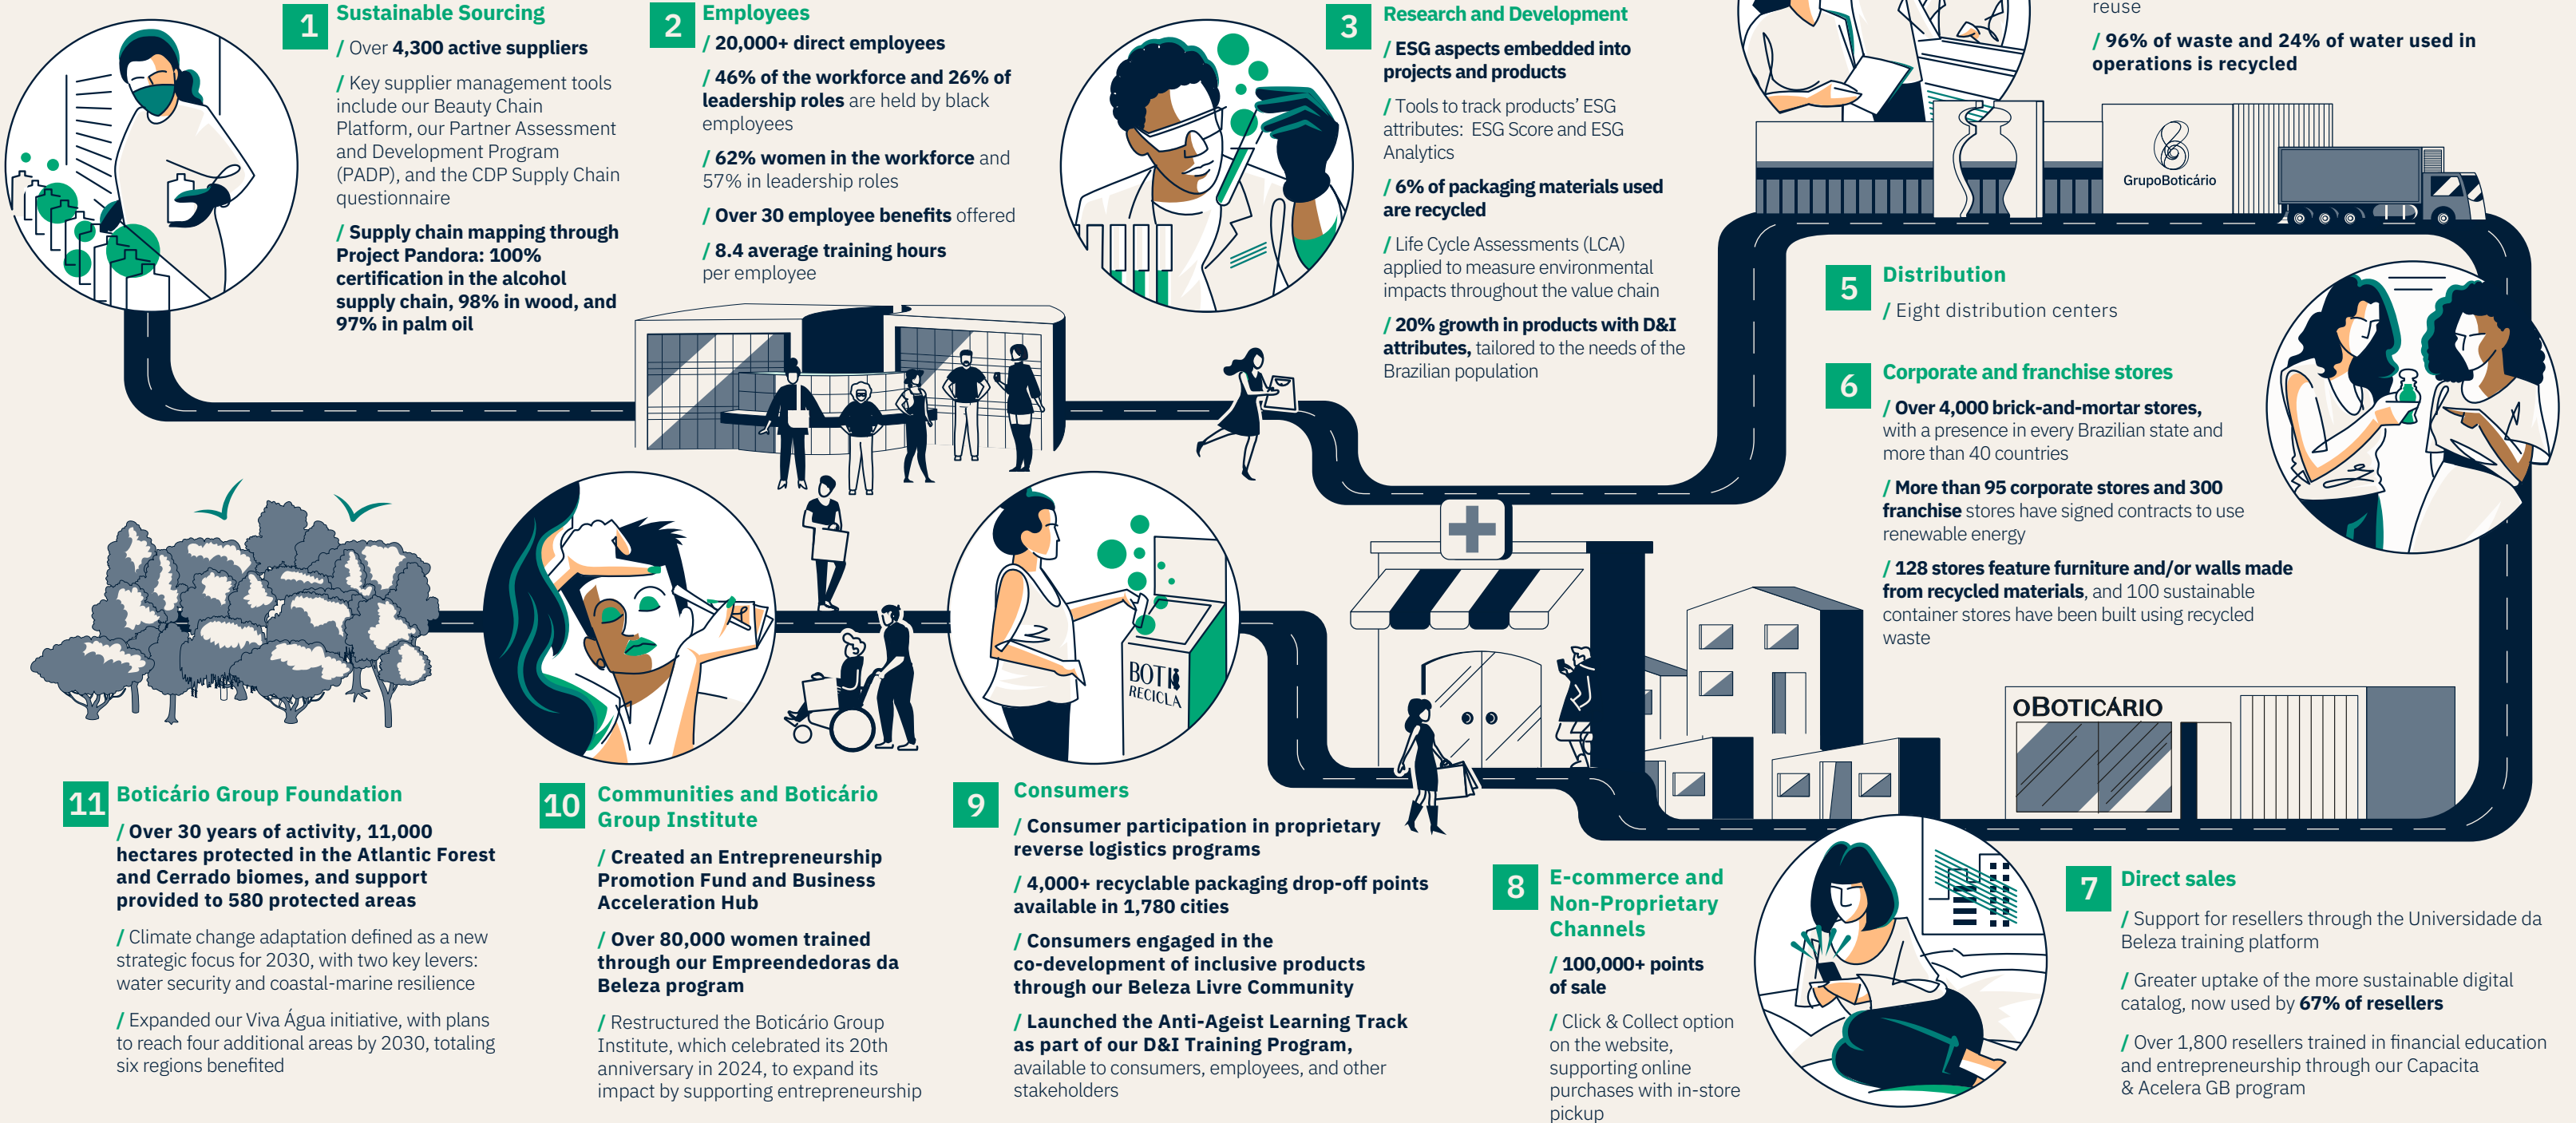 1
Sustainable Sourcing
/ Over 4,300 active suppliers
/ Key supplier management tools
include our Beauty Chain
Platform, our Partner Assessment
and Development Program
(PADP), and the CDP Supply Chain
questionnaire
/ Supply chain mapping through
Project Pandora: 100%
certification in the alcohol
supply chain, 98% in wood, and
97% in palm oil
2
Employees
/ 20,000+ direct employees
/ 46% of the workforce and 26% of
leadership roles are held by black
employees
/ 62% women in the workforce and
57% in leadership roles
/ Over 30 employee benefits offered
/ 8.4 average training hours
per employee
3
Research and Development
/ ESG aspects embedded into
projects and products
/ Tools to track products’ ESG
attributes: ESG Score and ESG
Analytics
/ 6% of packaging materials used
are recycled
/ Life Cycle Assessments (LCA)
applied to measure environmental
impacts throughout the value chain
/ 20% growth in products with D&I
attributes, tailored to the needs of the
Brazilian population
reuse
/ 96% of waste and 24% of water used in
operations is recycled
GrupoBoticário
5
Distribution
/ Eight distribution centers
6
Corporate and franchise stores
/ Over 4,000 brick-and-mortar stores,
with a presence in every Brazilian state and
more than 40 countries
/ More than 95 corporate stores and 300
franchise stores have signed contracts to use
renewable energy
/ 128 stores feature furniture and/or walls made
from recycled materials, and 100 sustainable
container stores have been built using recycled
waste
OBOTICÁRIO
BOTI
RECICLA
7
Direct sales
/ Support for resellers through the Universidade da
Beleza training platform
/ Greater uptake of the more sustainable digital
catalog, now used by 67% of resellers
/ Over 1,800 resellers trained in financial education
and entrepreneurship through our Capacita
& Acelera GB program
8
E-commerce and
Non-Proprietary
Channels
/ 100,000+ points
of sale
/ Click & Collect option
on the website,
supporting online
purchases with in-store
pickup
9
Consumers
/ Consumer participation in proprietary
reverse logistics programs
/ 4,000+ recyclable packaging drop-off points
available in 1,780 cities
/ Consumers engaged in the
co-development of inclusive products
through our Beleza Livre Community
/ Launched the Anti-Ageist Learning Track
as part of our D&I Training Program,
available to consumers, employees, and other
stakeholders
10
Communities and Boticário
Group Institute
/ Created an Entrepreneurship
Promotion Fund and Business
Acceleration Hub
/ Over 80,000 women trained
through our Empreendedoras da
Beleza program
/ Restructured the Boticário Group
Institute, which celebrated its 20th
anniversary in 2024, to expand its
impact by supporting entrepreneurship
11
Boticário Group Foundation
/ Over 30 years of activity, 11,000
hectares protected in the Atlantic Forest
and Cerrado biomes, and support
provided to 580 protected areas
/ Climate change adaptation defined as a new
strategic focus for 2030, with two key levers:
water security and coastal-marine resilience
/ Expanded our Viva Água initiative, with plans
to reach four additional areas by 2030, totaling
six regions benefited